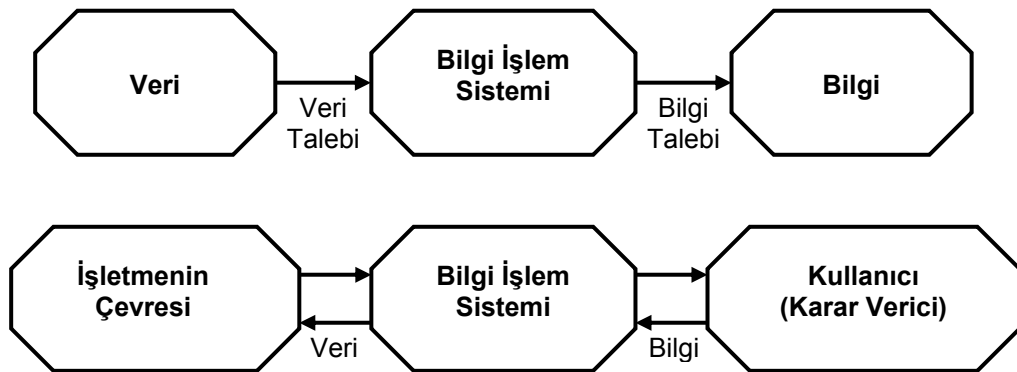 Veri
Bilgi İşlem
Sistemi
Bilgi
Veri
Talebi
Bilgi
Talebi
İşletmenin
Çevresi
Bilgi İşlem
Sistemi
Kullanıcı
(Karar Verici)
Veri
Bilgi